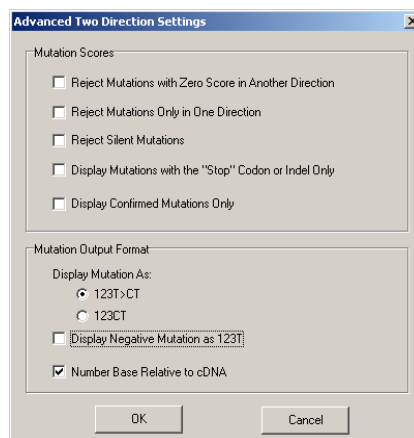 Advanced Two Direction Settings
Mutation Scores
Reject Mutations with Zero Score in Another Direction
Reject Mutations Only in One Direction
Reject Silent Mutations
Display Mutations with the "Stop" Codon or Indel Only
Display Confirmed Mutations Only
Mutation Output Format
Display Mutation As:
123T>CT
123CT
Display Negative Mutation as 123T
Number Base Relative to cDNA
OK Cancel